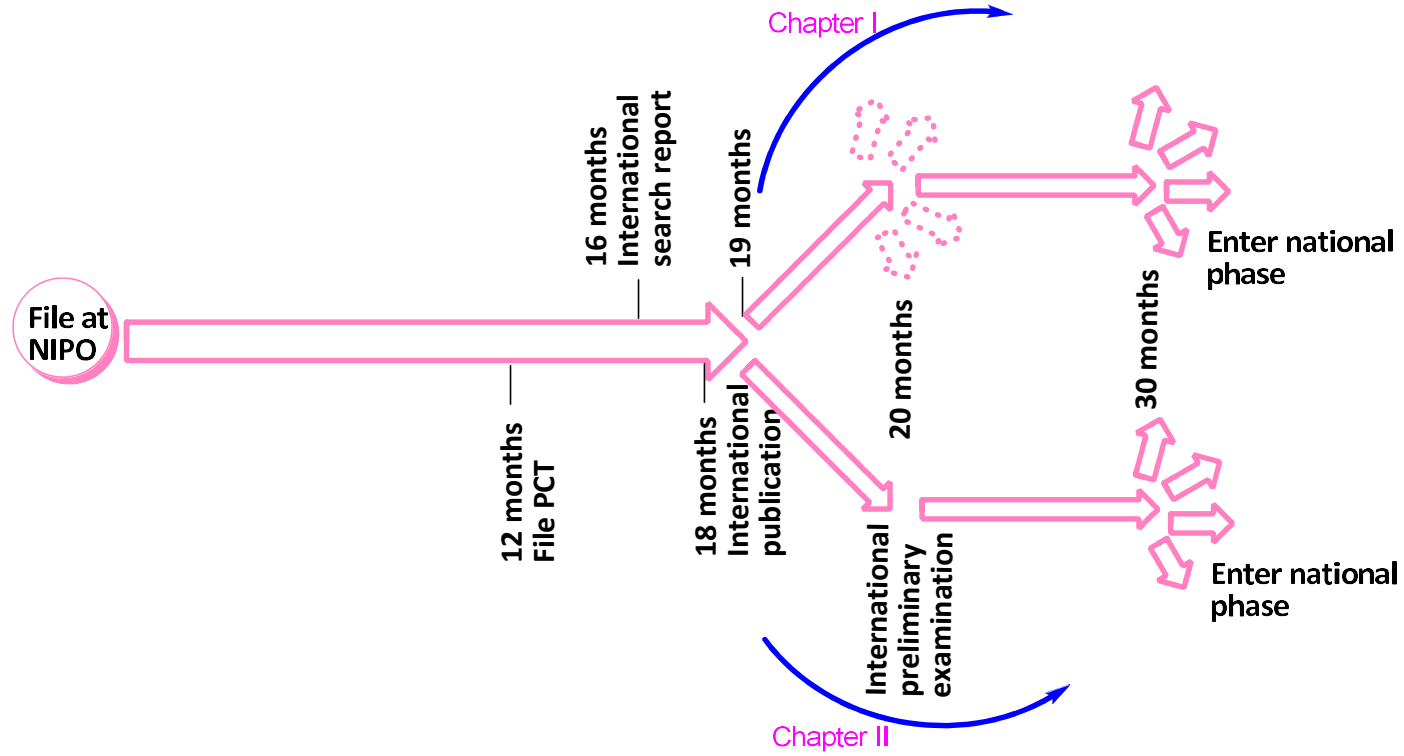 Chapter I
16 months
International
search report
19 months
File at
NIPO
12 months
File PCT
18 months
International
publication
20 months
30 months
Enter national
phase
International
preliminary
examination
Enter national
phase
Chapter II